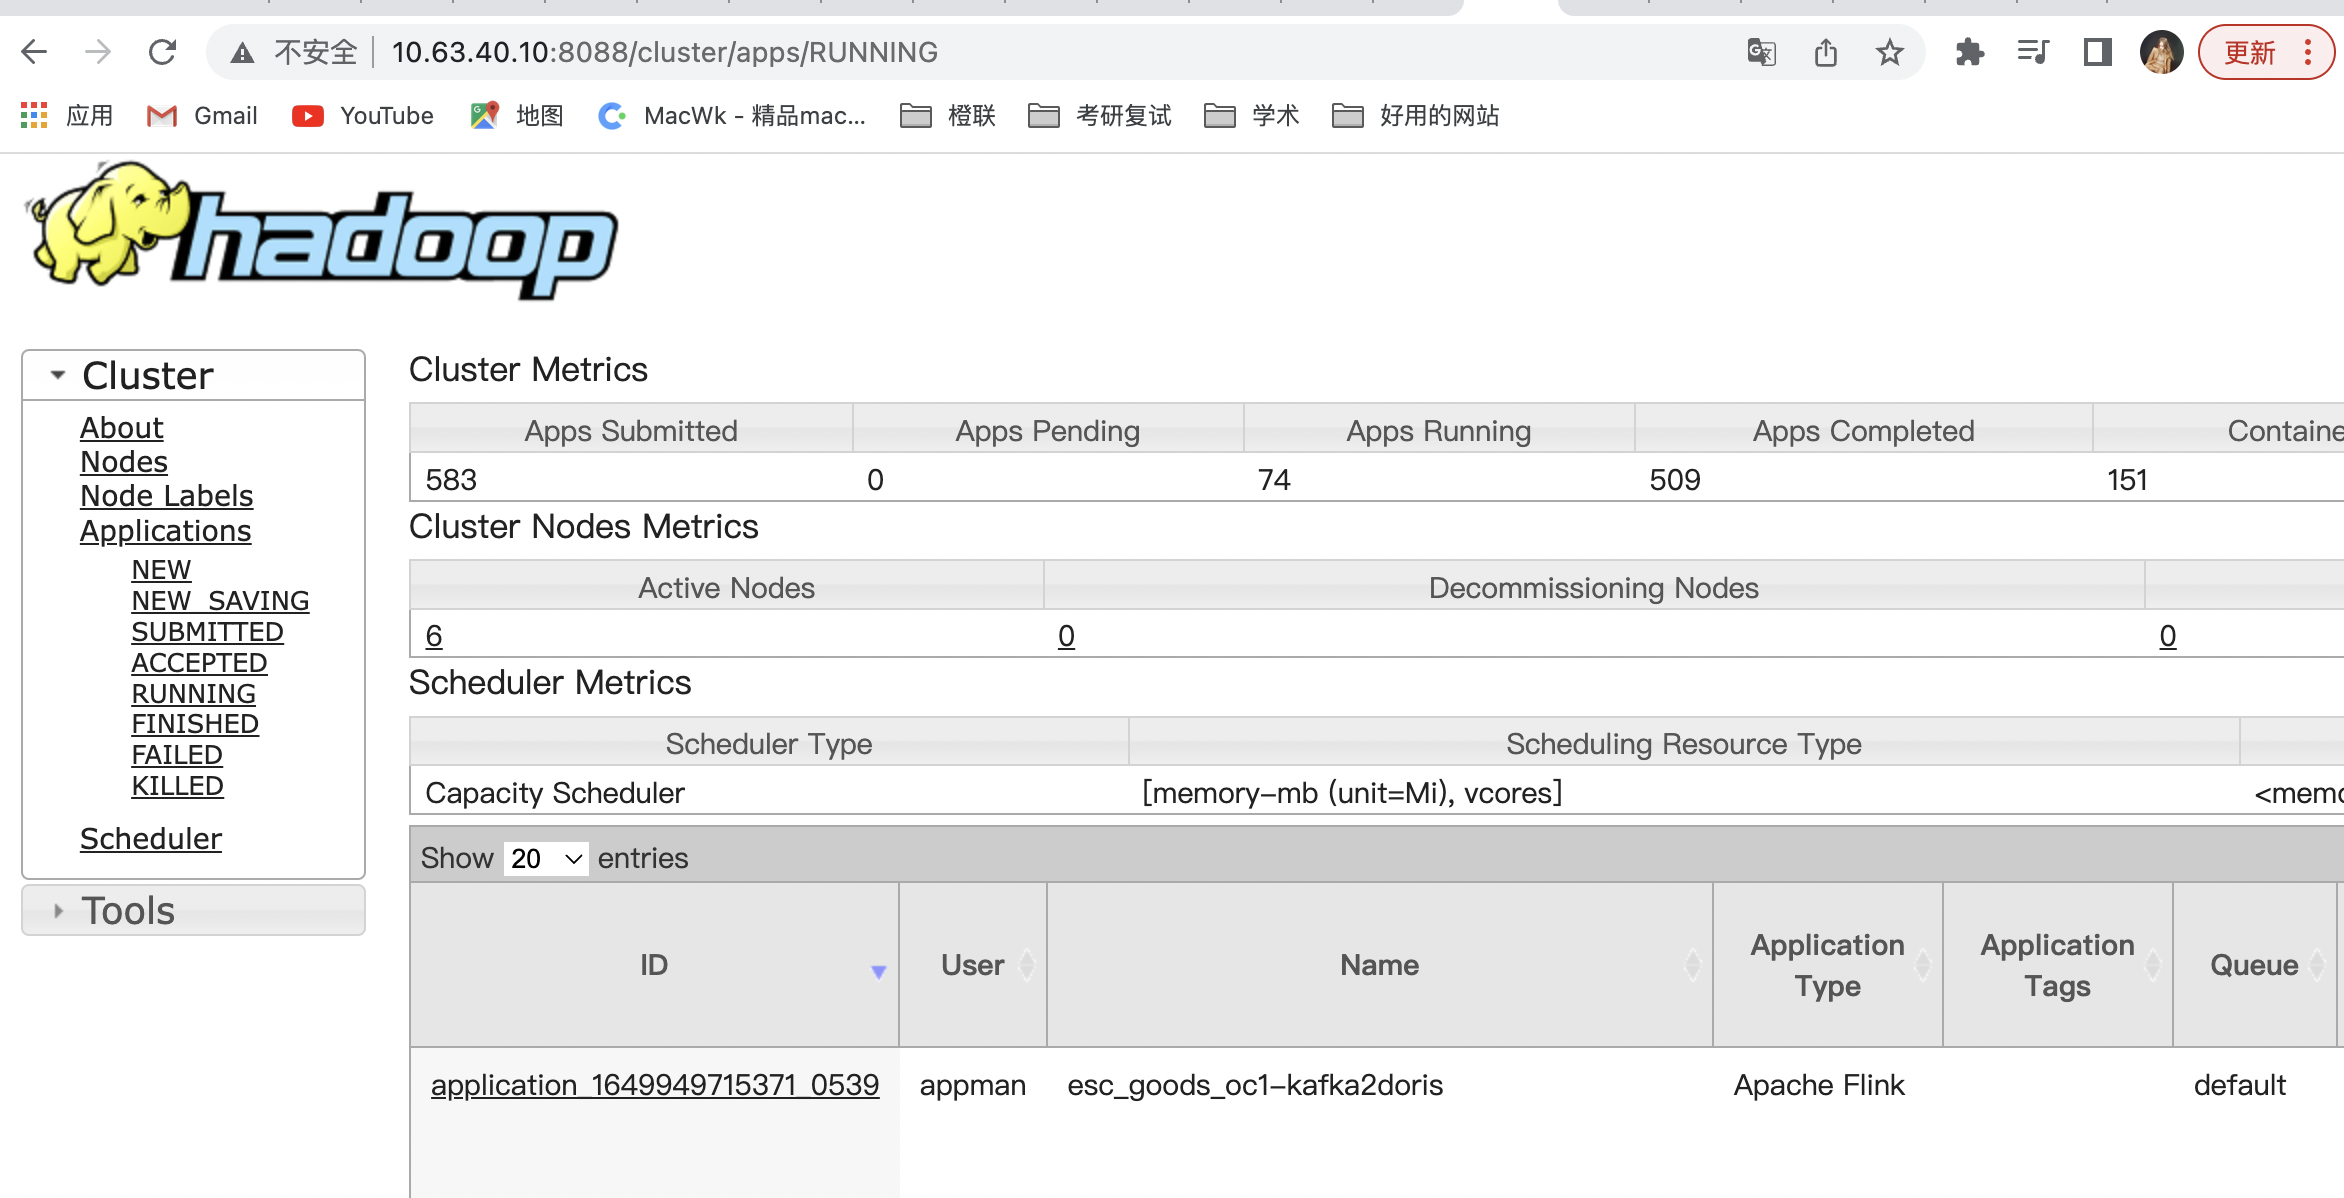 不安全 10.63.40.10:8088/cluster/apps/RUNNING 更新
应用 Gmail YouTube 地图 MacWk - 精品mac... 橙联 考研复试 学术 好用的网站
hadoop
Cluster
About
Nodes
Node Labels
Applications
NEW
NEW_SAVING
SUBMITTED
ACCEPTED
RUNNING
FINISHED
FAILED
KILLED
Scheduler
Tools
Cluster Metrics
Apps Submitted Apps Pending Apps Running Apps Completed Containe
583 0 74 509 151
Cluster Nodes Metrics
Active Nodes Decommissioning Nodes
6 0 0
Scheduler Metrics
Scheduler Type Scheduling Resource Type
Capacity Scheduler [memory-mb (unit=Mi), vcores] <memo
Show 20 entries
ID User Name Application Type Application Tags Queue
application_1649949715371_0539 appman esc_goods_oc1-kafka2doris Apache Flink default